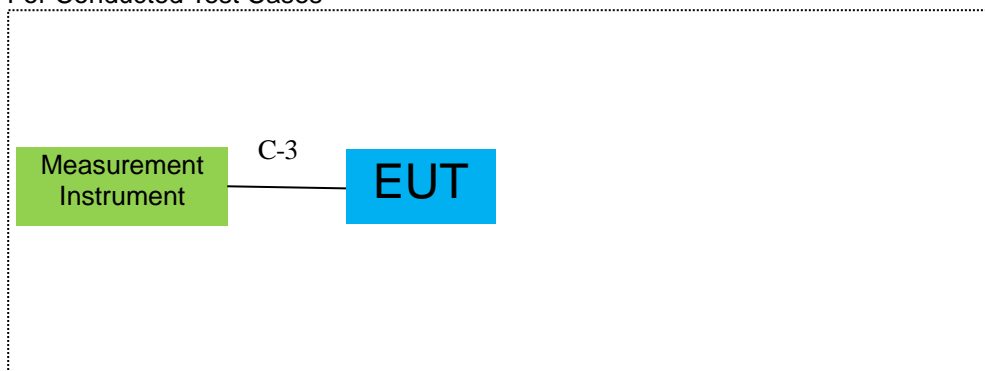 For Conducted Test Cases
C-3
Measurement
Instrument
EUT